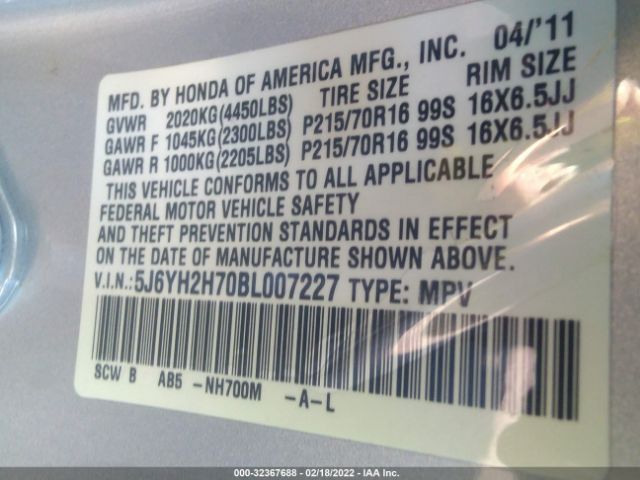 MFD. BY HONDA OF AMERICA MFG., INC. 04/'11
GVWR 2020KG(4450LBS) TIRE SIZE RIM SIZE
GAWR F 1045KG(2300LBS) P215/70R16 99S 16X6.5JJ
GAWR R 1000KG(2205LBS) P215/70R16 99S 16X6.5JJ
THIS VEHICLE CONFORMS TO ALL APPLICABLE
FEDERAL MOTOR VEHICLE SAFETY
AND THEFT PREVENTION STANDARDS IN EFFECT
ON THE DATE OF MANUFACTURE SHOWN ABOVE.
V.I.N.: 5J6YH2H70BL007227 TYPE: MPV
SCW B AB5 -NH700M -A-L
000-32367688 - 02/18/2022 - IAA Inc.